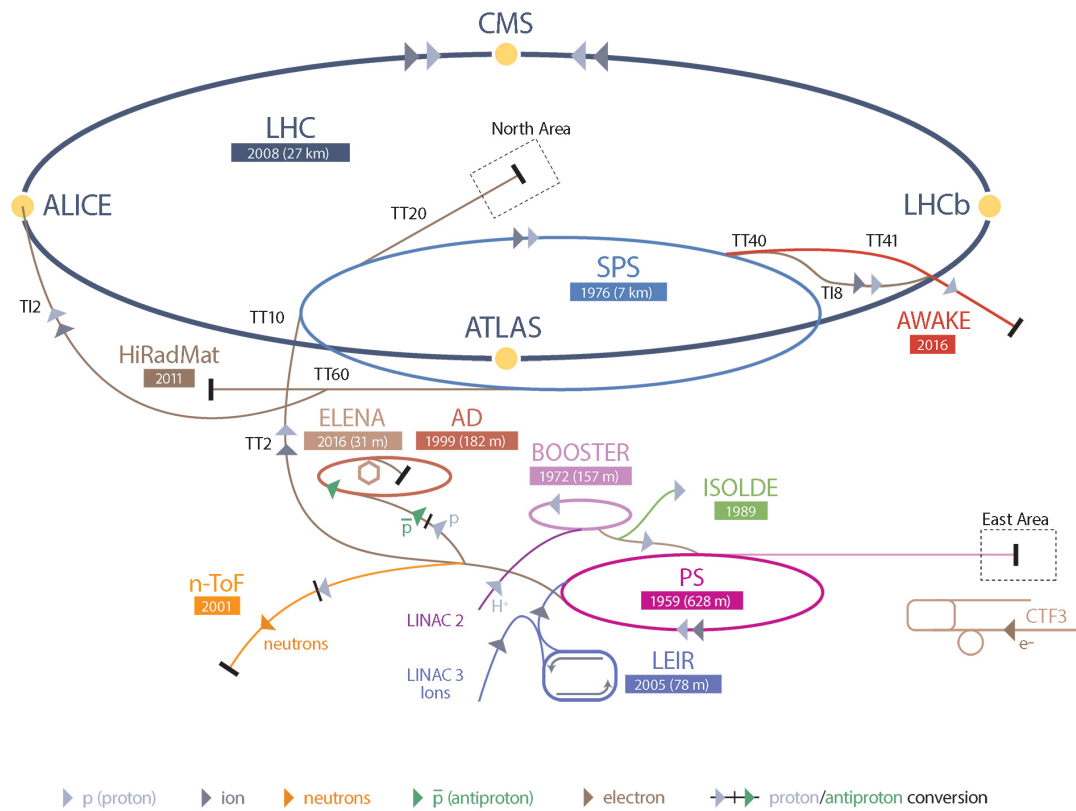 CMS
LHC
2008 (27 km)
North Area
ALICE
LHCb
TT20
TT40
TT41
SPS
1976 (7 km)
TI8
TI2
TT10
ATLAS
AWAKE
2016
HiRadMat
2011
TT60
ELENA
2016 (31 m)
AD
1999 (182 m)
TT2
BOOSTER
1972 (157 m)
ISOLDE
1989
p̅
p
East Area
n-ToF
2001
PS
1959 (628 m)
H⁺
LINAC 2
neutrons
CTF3
e⁻
LEIR
2005 (78 m)
LINAC 3
Ions
p (proton)
ion
neutrons
p̅ (antiproton)
electron
proton/antiproton conversion